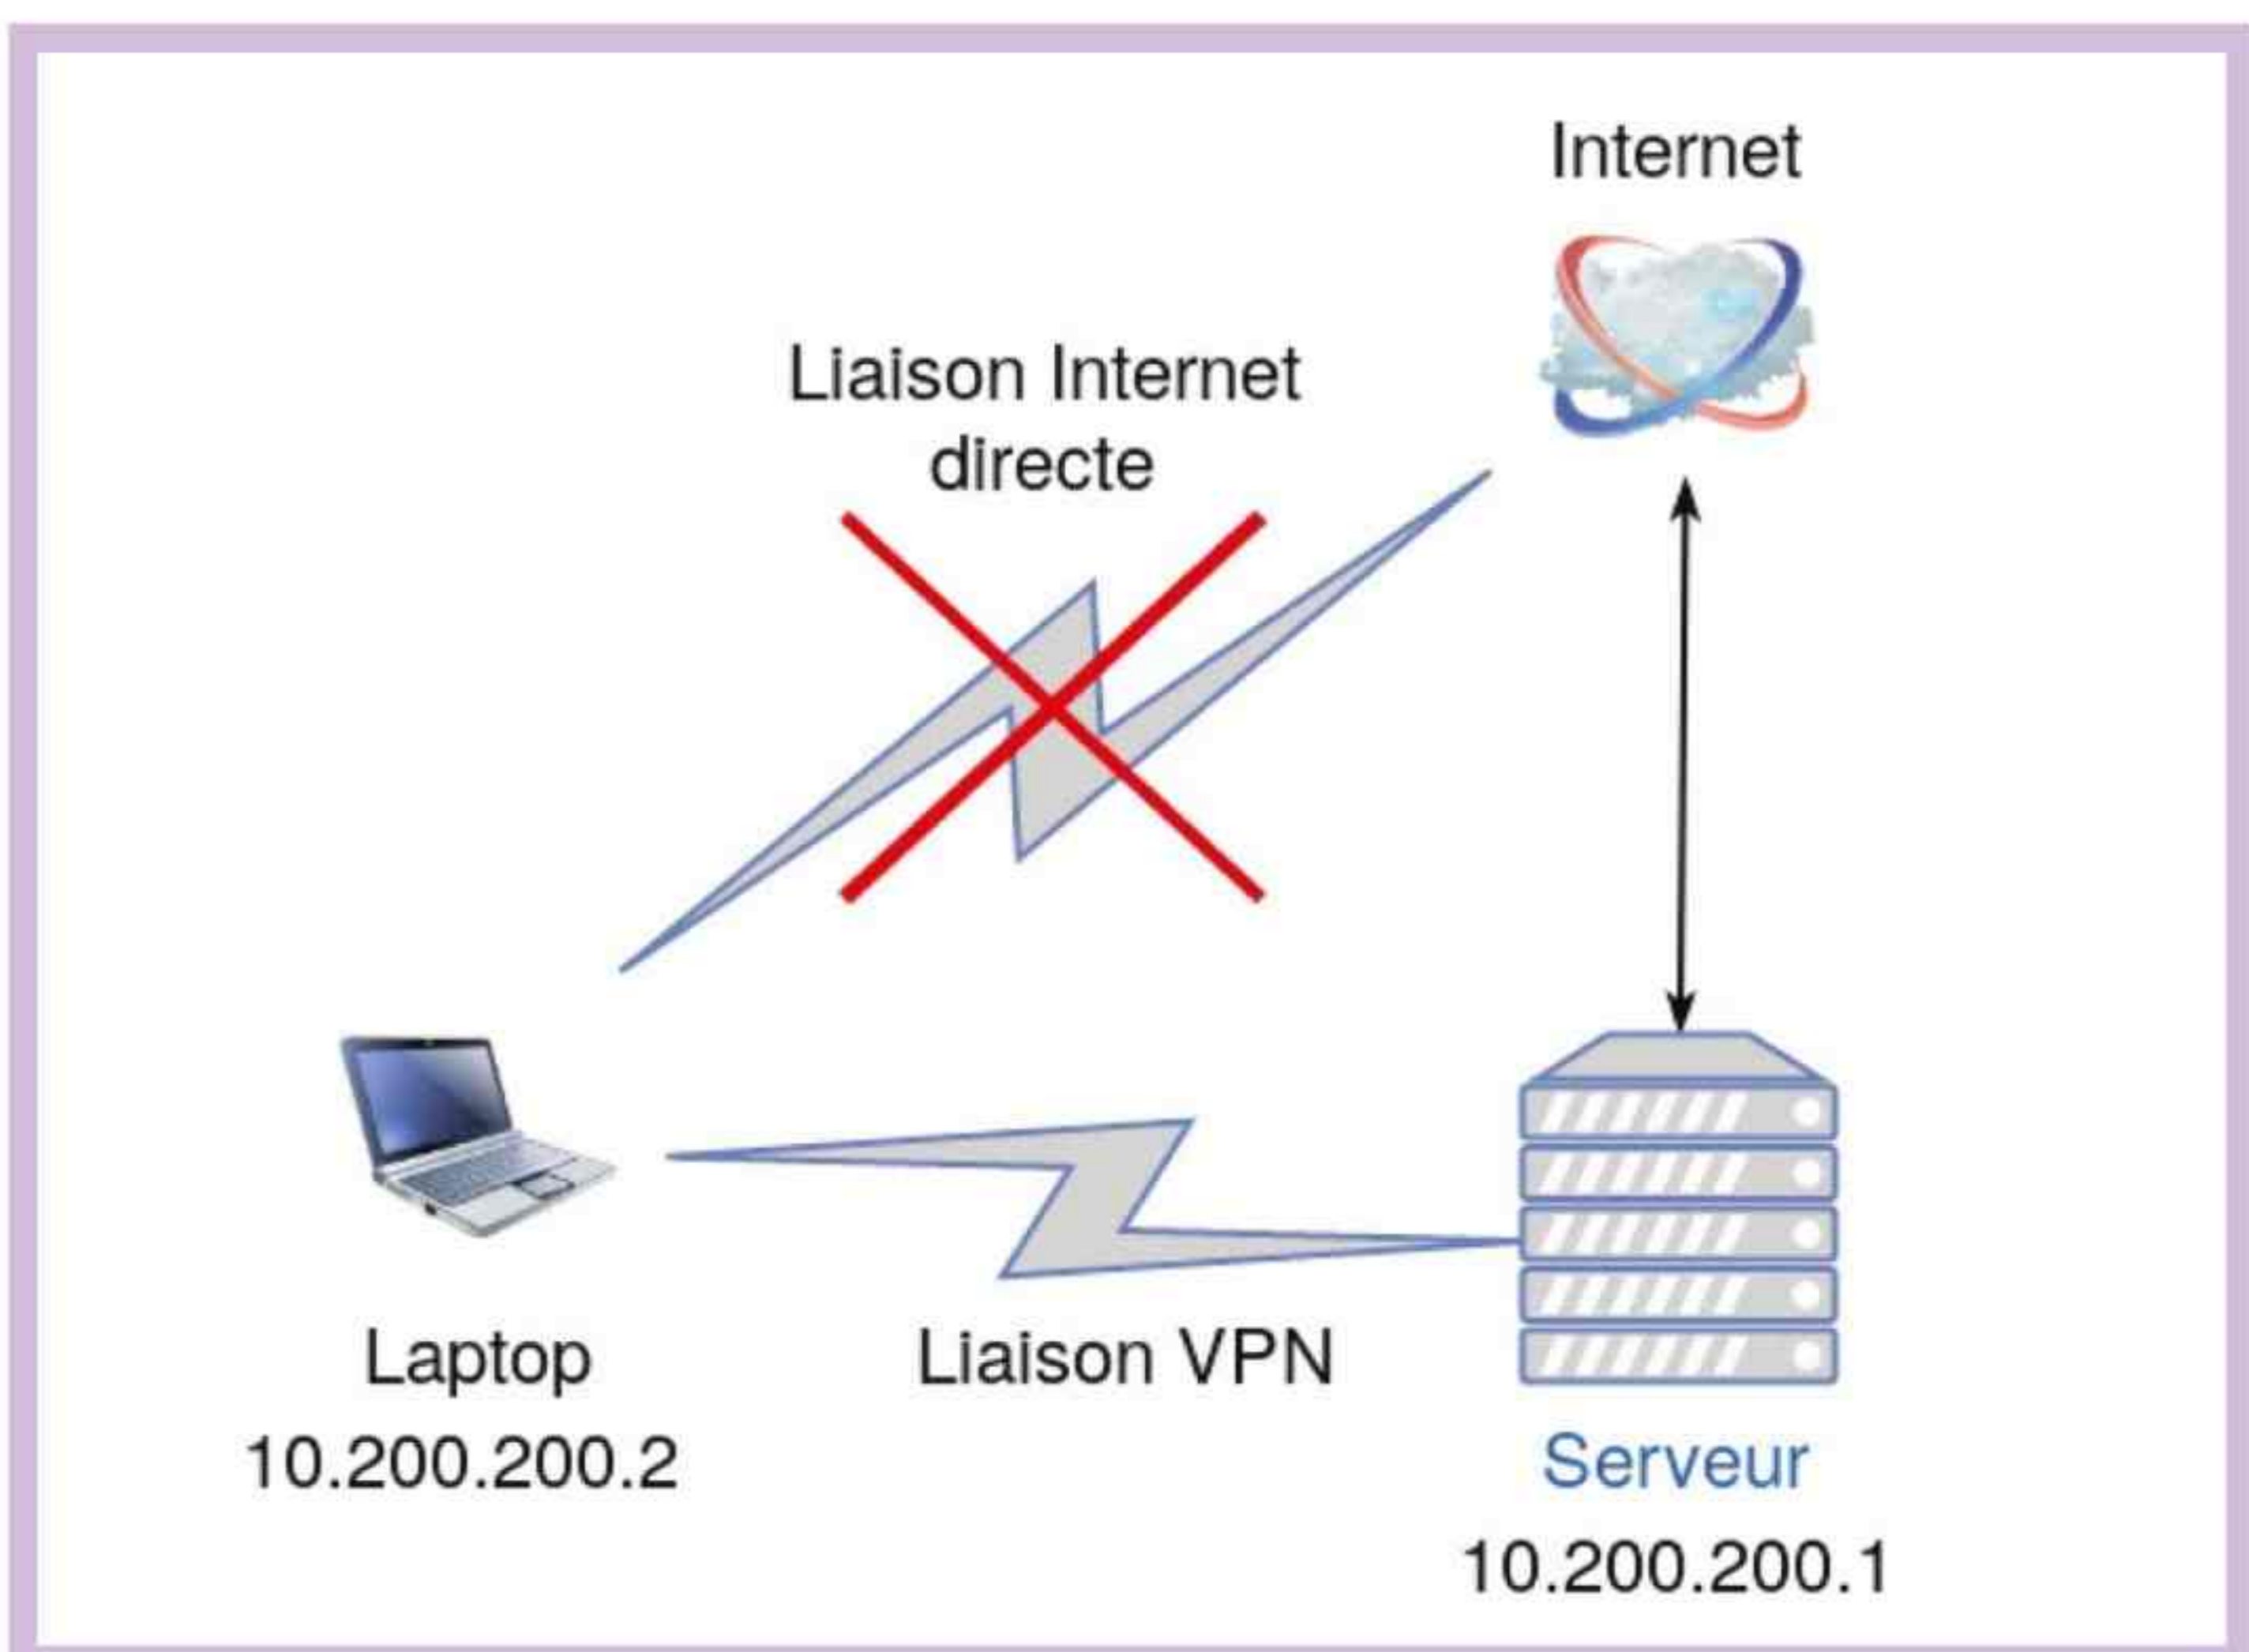 Internet
Liaison Internet
directe
Laptop
10.200.200.2
Liaison VPN
Serveur
10.200.200.1